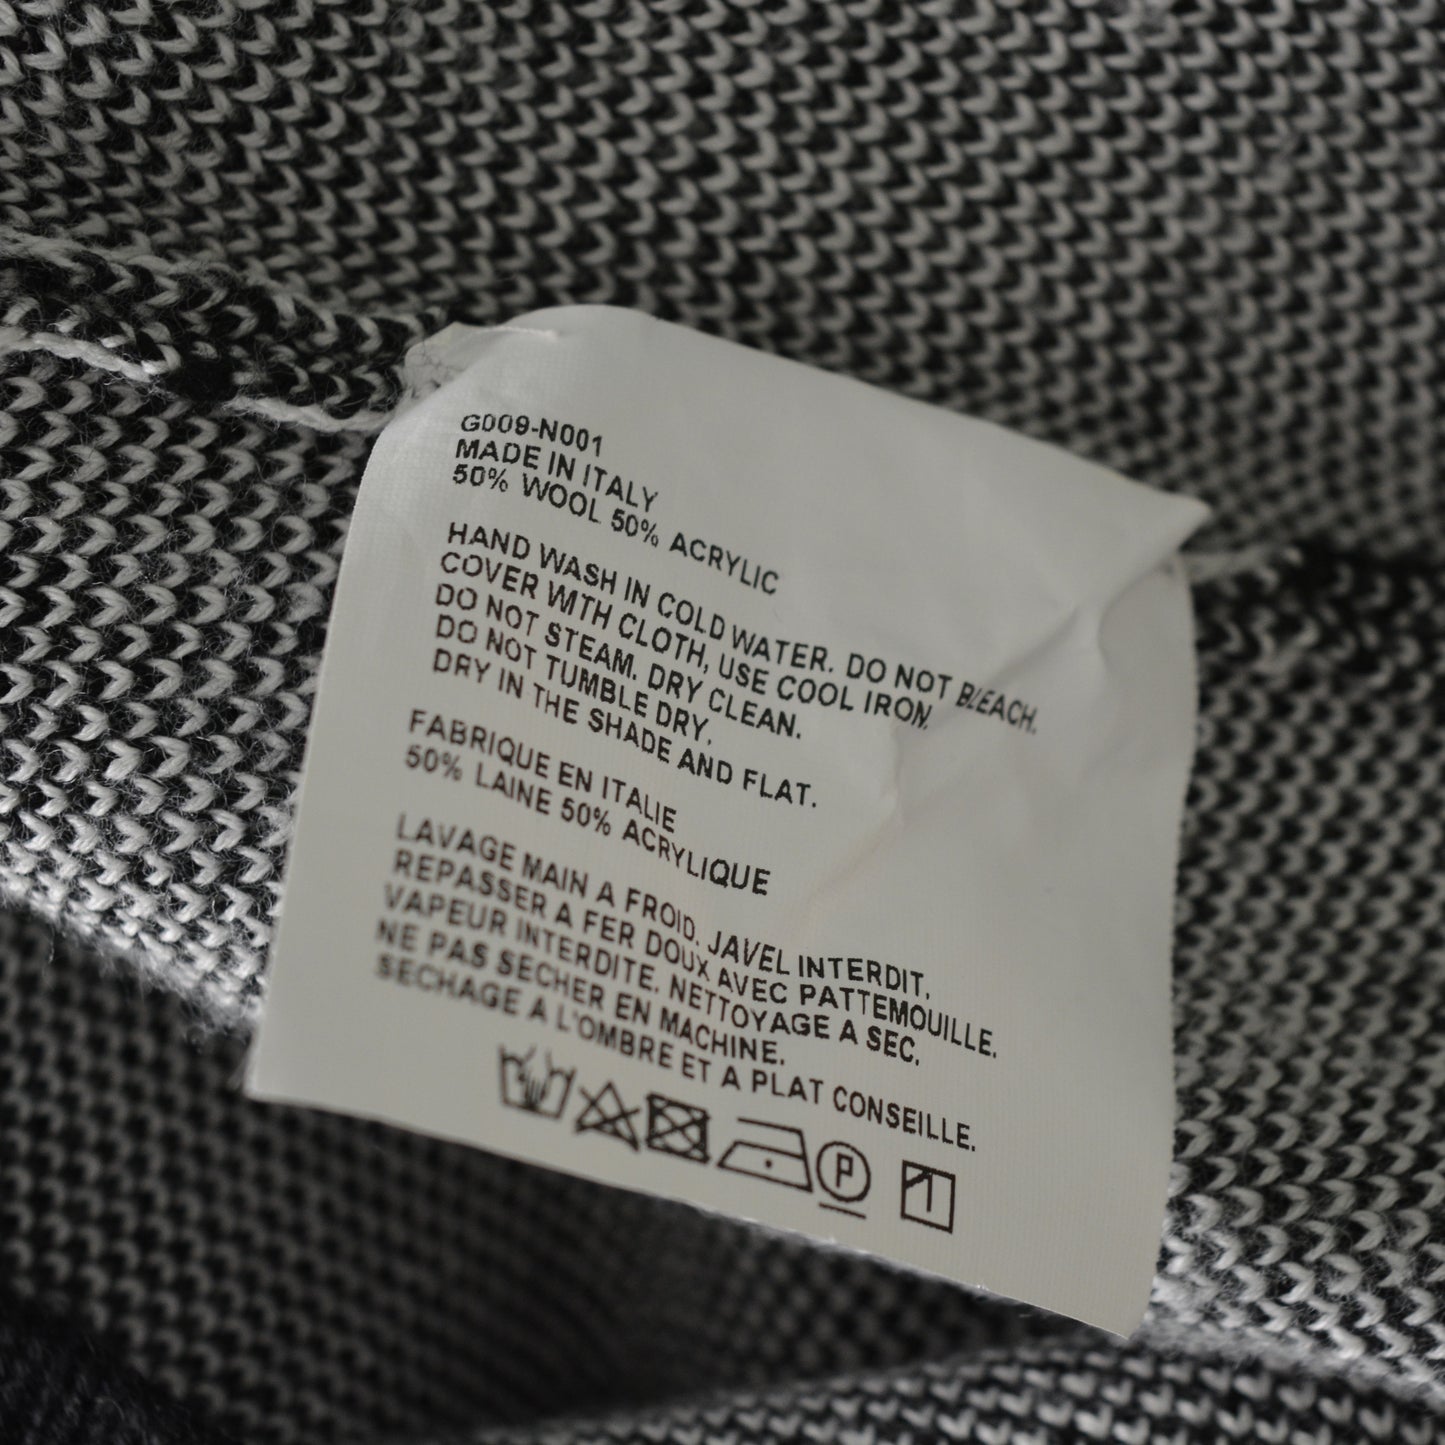 G009-N001
MADE IN ITALY
50% WOOL 50% ACRYLIC
HAND WASH IN COLD WATER. DO NOT BLEACH.
COVER WITH CLOTH, USE COOL IRON.
DO NOT STEAM. DRY CLEAN.
DO NOT TUMBLE DRY.
DRY IN THE SHADE AND FLAT.
FABRIQUE EN ITALIE
50% LAINE 50% ACRYLIQUE
LAVAGE MAIN A FROID. JAVEL INTERDIT.
REPASSER A FER DOUX AVEC PATTEMOUILLE.
VAPEUR INTERDITE. NETTOYAGE A SEC.
NE PAS SECHER EN MACHINE.
SECHAGE A L'OMBRE ET A PLAT CONSEILLE.
P